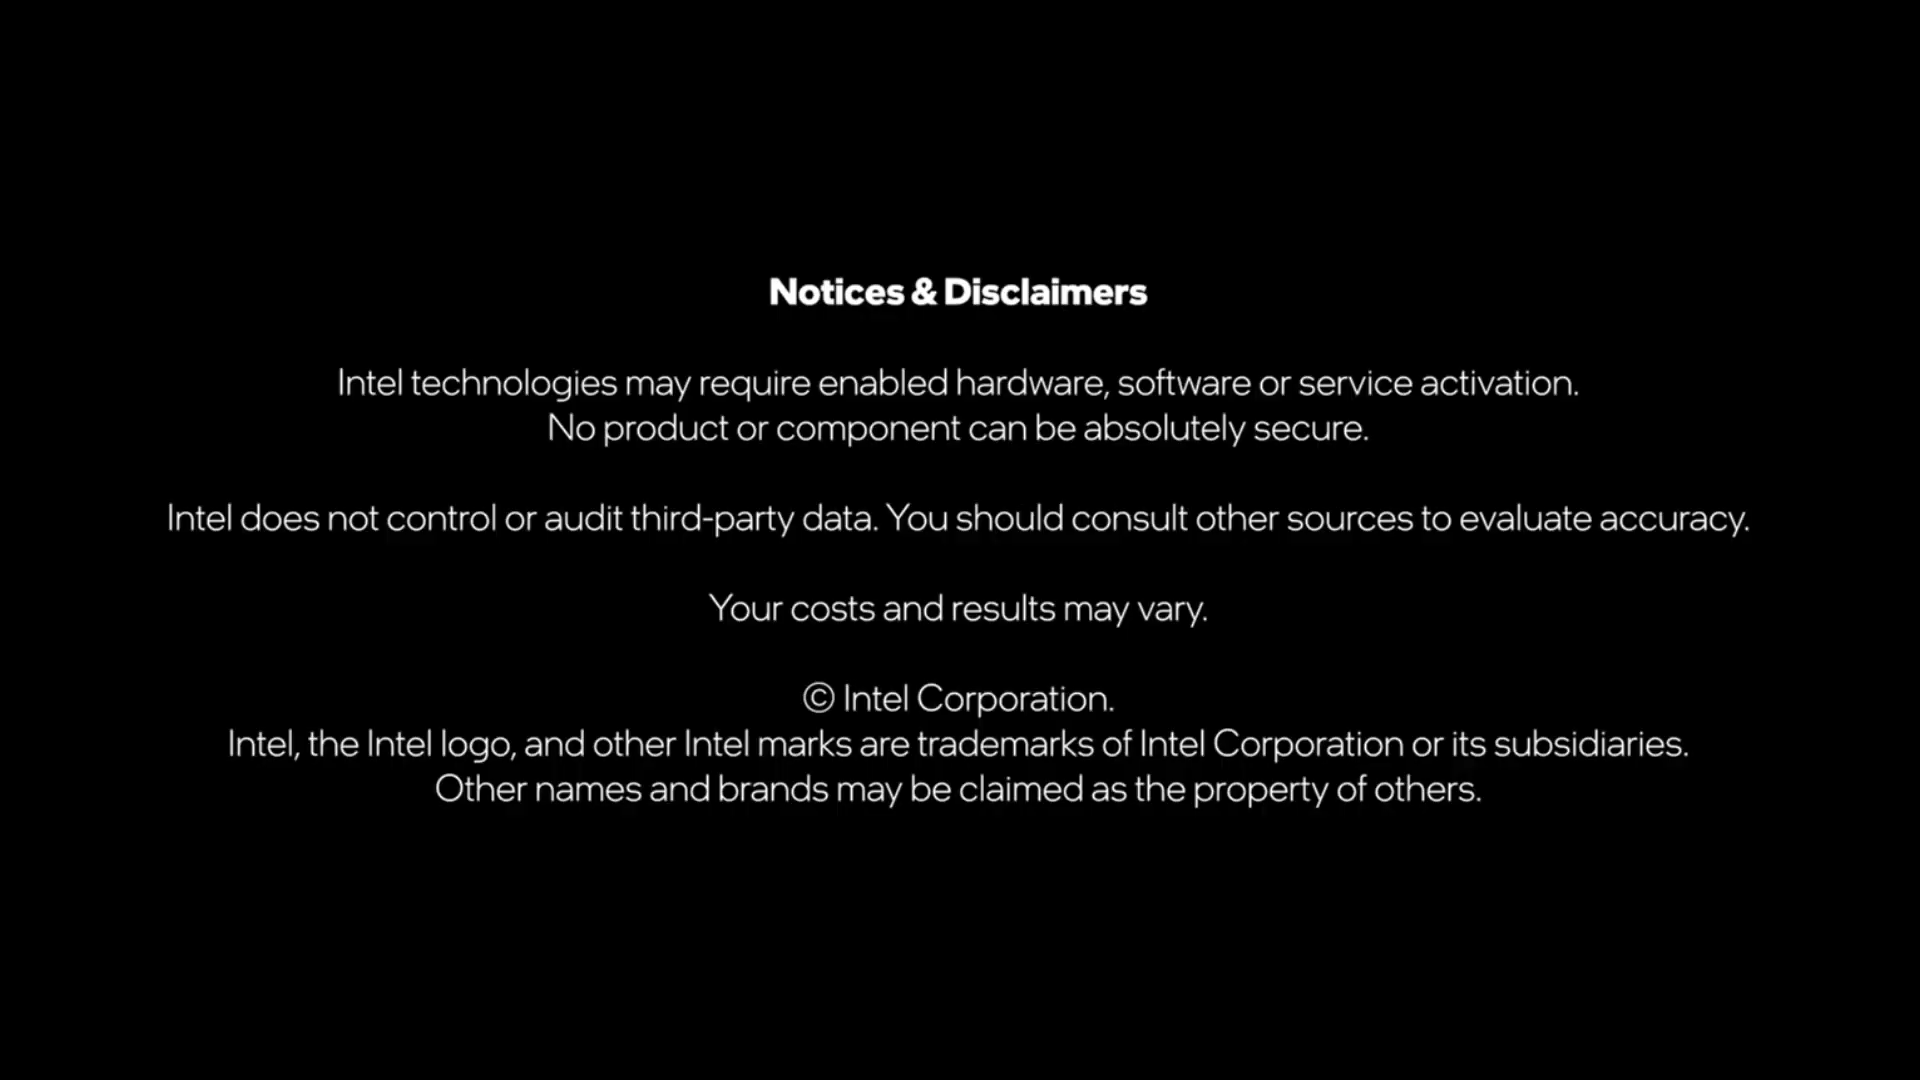 Notices & Disclaimers
Intel technologies may require enabled hardware, software or service activation.
No product or component can be absolutely secure.
Intel does not control or audit third-party data. You should consult other sources to evaluate accuracy.
Your costs and results may vary.
© Intel Corporation.
Intel, the Intel logo, and other Intel marks are trademarks of Intel Corporation or its subsidiaries.
Other names and brands may be claimed as the property of others.